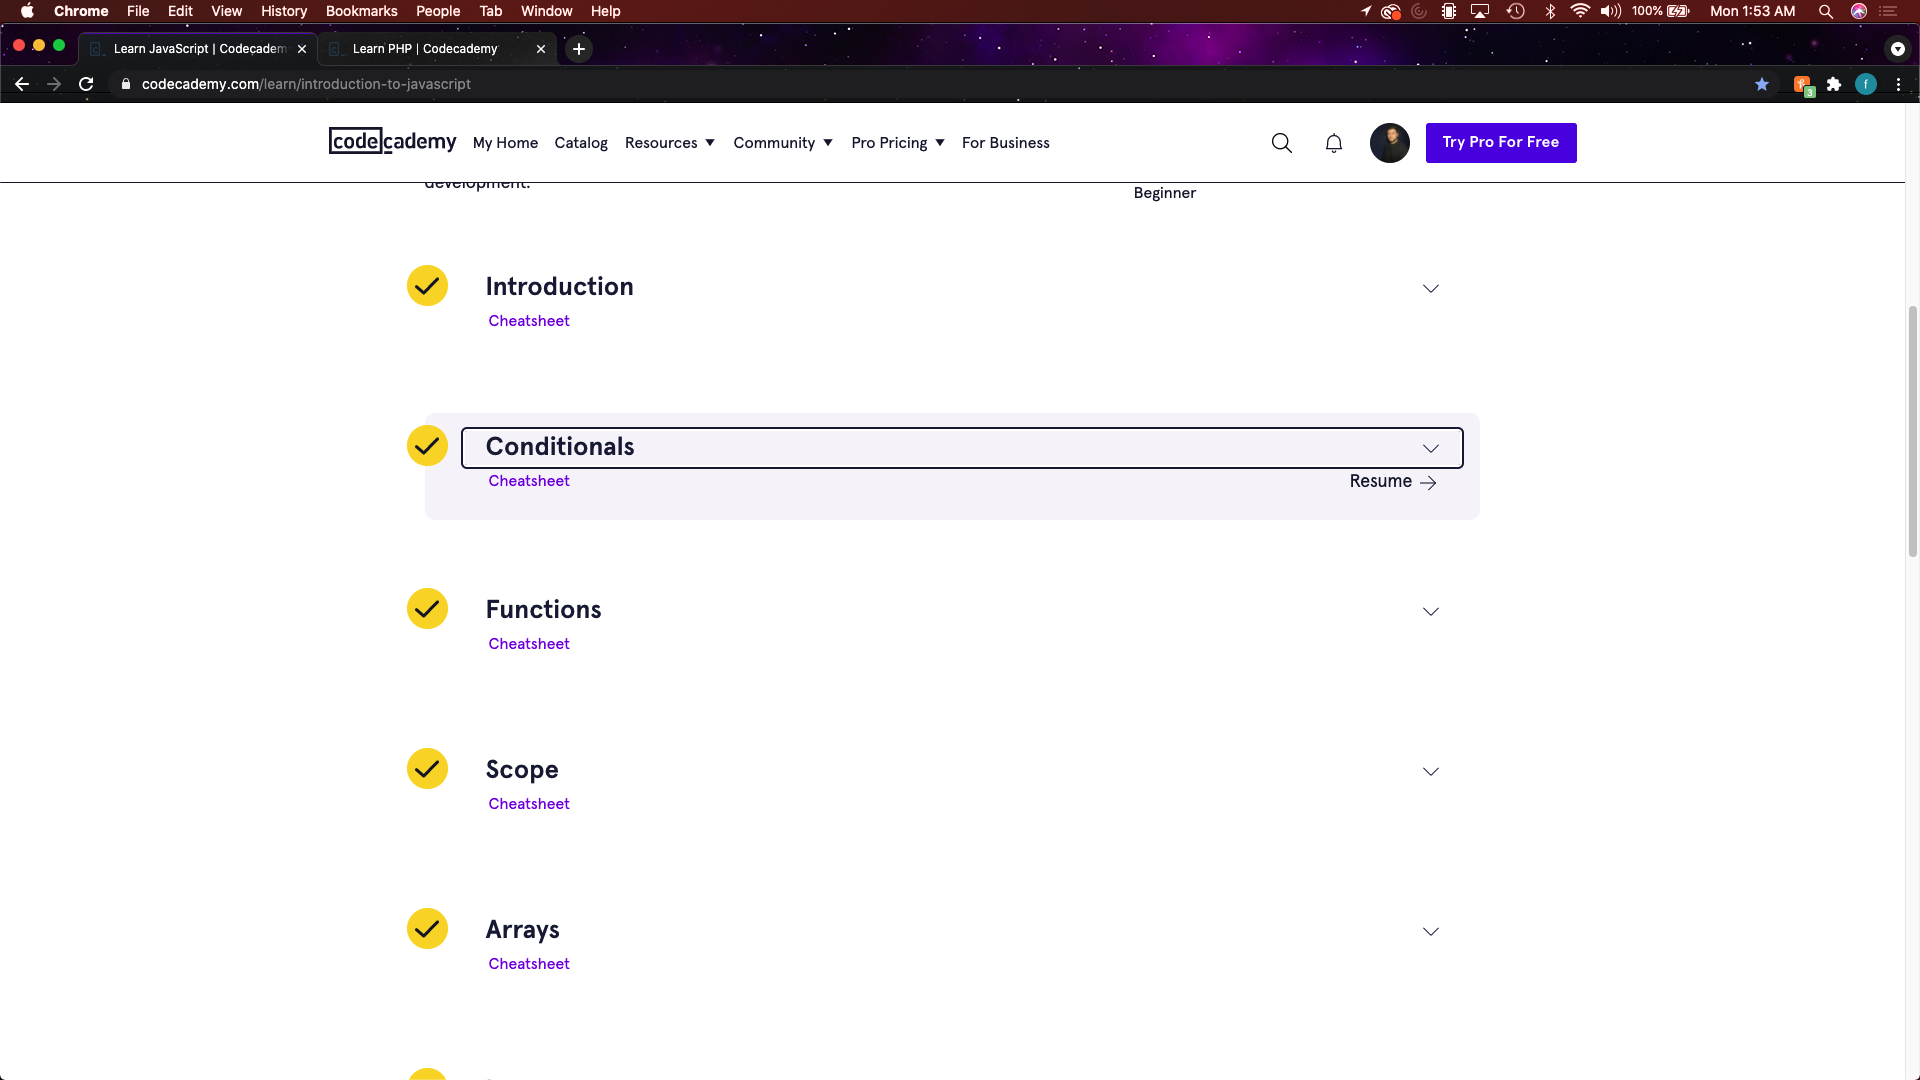 Chrome File Edit View History Bookmarks People Tab Window Help 100% Mon 1:53 AM
Learn JavaScript | Codecadem Learn PHP | Codecademy
codecademy.com/learn/introduction-to-javascript 3 f
codecademy My Home Catalog Resources Community Pro Pricing For Business Try Pro For Free
development.
Beginner
Introduction
Cheatsheet
Conditionals
Cheatsheet Resume
Functions
Cheatsheet
Scope
Cheatsheet
Arrays
Cheatsheet